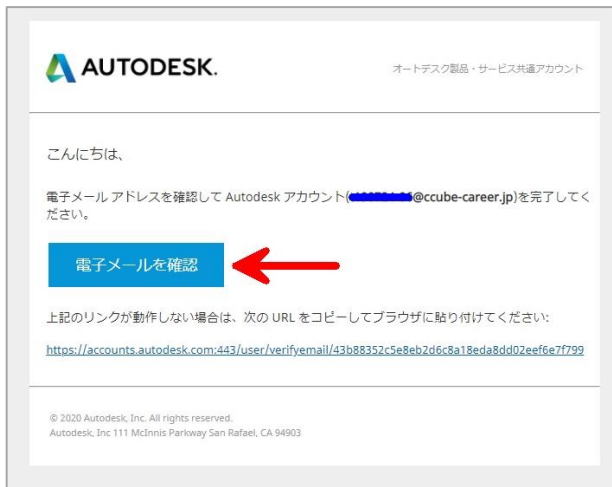 AUTODESK.
オートデスク製品・サービス共通アカウント
こんにちは、
電子メール アドレスを確認して Autodesk アカウント(@ccube-career.jp)を完了してく
ださい。
電子メールを確認
上記のリンクが動作しない場合は、次の URL をコピーしてブラウザに貼り付けてください:
https://accounts.autodesk.com:443/user/verifyemail/43b88352c5e8eb2d6c8a18eda8dd02eef6e7f799
© 2020 Autodesk, Inc. All rights reserved.
Autodesk, Inc 111 McInnis Parkway San Rafael, CA 94903